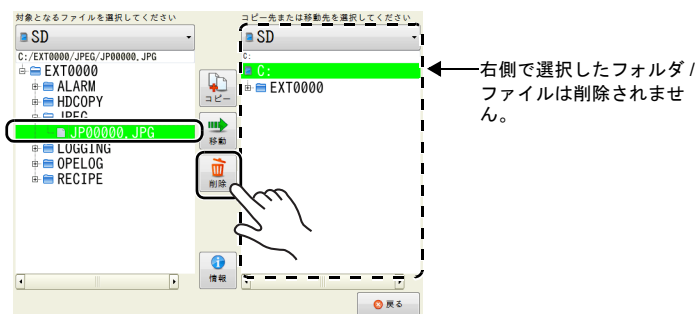 対象となるファイルを選択してください
SD
C:/EXT0000/JPEG/JP00000.JPG
EXT0000
ALARM
HDCOPY
JPEG
JP00000.JPG
LOGGING
OPELOG
RECIPE
コピー
移動
削除
情報
コピー先または移動先を選択してください
SD
C:
C:
EXT0000
戻る
右側で選択したフォルダ /
ファイルは削除されませ
ん。